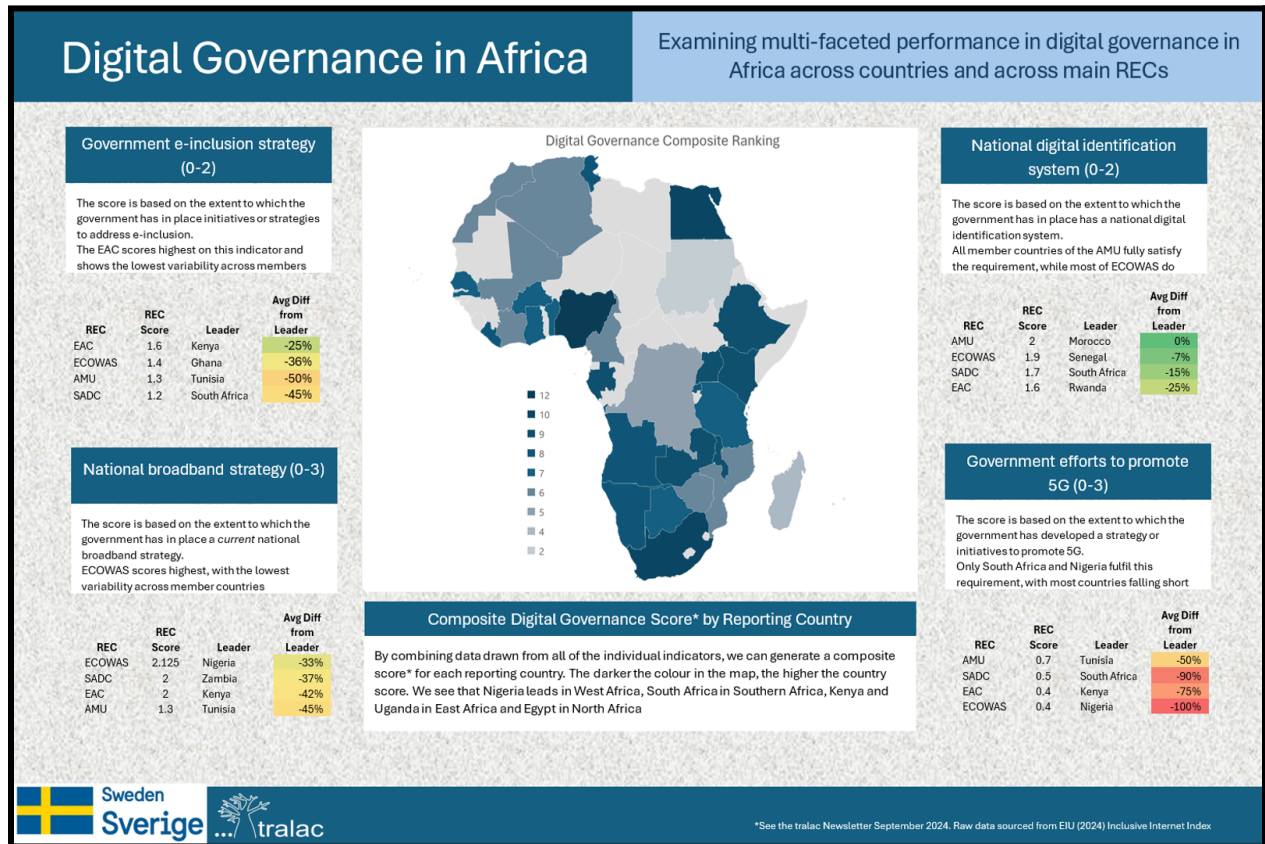 Digital Governance in Africa
Examining multi-faceted performance in digital governance in
Africa across countries and across main RECs
Government e-inclusion strategy
(0-2)
The score is based on the extent to which the
government has in place initiatives or strategies
to address e-inclusion.
The EAC scores highest on this indicator and
shows the lowest variability across members
REC REC Score Leader Avg Diff from Leader
EAC 1.6 Kenya -25%
ECOWAS 1.4 Ghana -36%
AMU 1.3 Tunisia -50%
SADC 1.2 South Africa -45%
National broadband strategy (0-3)
The score is based on the extent to which the
government has in place a current national
broadband strategy.
ECOWAS scores highest, with the lowest
variability across member countries
REC REC Score Leader Avg Diff from Leader
ECOWAS 2.125 Nigeria -33%
SADC 2 Zambia -37%
EAC 2 Kenya -42%
AMU 1.3 Tunisia -45%
Digital Governance Composite Ranking
12
10
9
8
7
6
5
4
2
Composite Digital Governance Score* by Reporting Country
By combining data drawn from all of the individual indicators, we can generate a composite
score* for each reporting country. The darker the colour in the map, the higher the country
score. We see that Nigeria leads in West Africa, South Africa in Southern Africa, Kenya and
Uganda in East Africa and Egypt in North Africa
National digital identification
system (0-2)
The score is based on the extent to which the
government has in place has a national digital
identification system.
All member countries of the AMU fully satisfy
the requirement, while most of ECOWAS do
REC REC Score Leader Avg Diff from Leader
AMU 2 Morocco 0%
ECOWAS 1.9 Senegal -7%
SADC 1.7 South Africa -15%
EAC 1.6 Rwanda -25%
Government efforts to promote
5G (0-3)
The score is based on the extent to which the
government has developed a strategy or
initiatives to promote 5G.
Only South Africa and Nigeria fulfil this
requirement, with most countries falling short
REC REC Score Leader Avg Diff from Leader
AMU 0.7 Tunisia -50%
SADC 0.5 South Africa -90%
EAC 0.4 Kenya -75%
ECOWAS 0.4 Nigeria -100%
Sweden
Sverige
... tralac
*See the tralac Newsletter September 2024. Raw data sourced from EIU (2024) Inclusive Internet Index